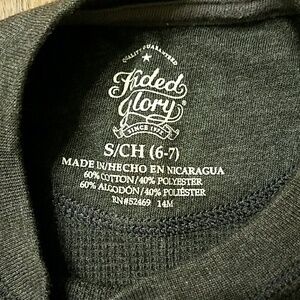 QUALITY GUARANTEED
Faded
Glory
SINCE 1972
S/CH (6-7)
MADE IN/HECHO EN NICARAGUA
60% COTTON/40% POLYESTER
60% ALGODÓN/40% POLIÉSTER
RN#52469 14M